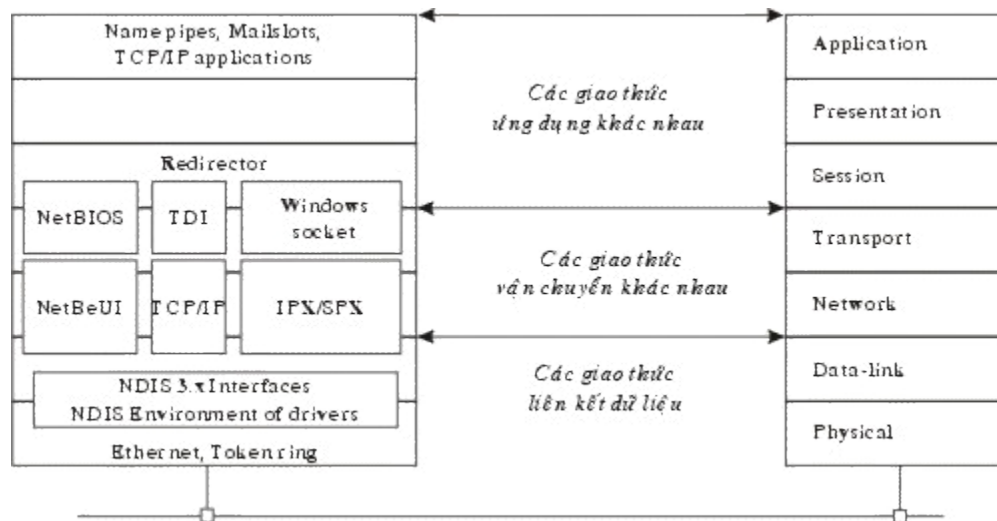 Name pipes, Mailslots,
TCP/IP applications
Redirector
NetBIOS
TDI
Windows
socket
NetBeUI
TCP/IP
IPX/SPX
NDIS 3.x Interfaces
NDIS Environment of drivers
Ethernet, Token ring
Các giao thức
ứng dụng khác nhau
Các giao thức
vận chuyển khác nhau
Các giao thức
liên kết dữ liệu
Application
Presentation
Session
Transport
Network
Data-link
Physical